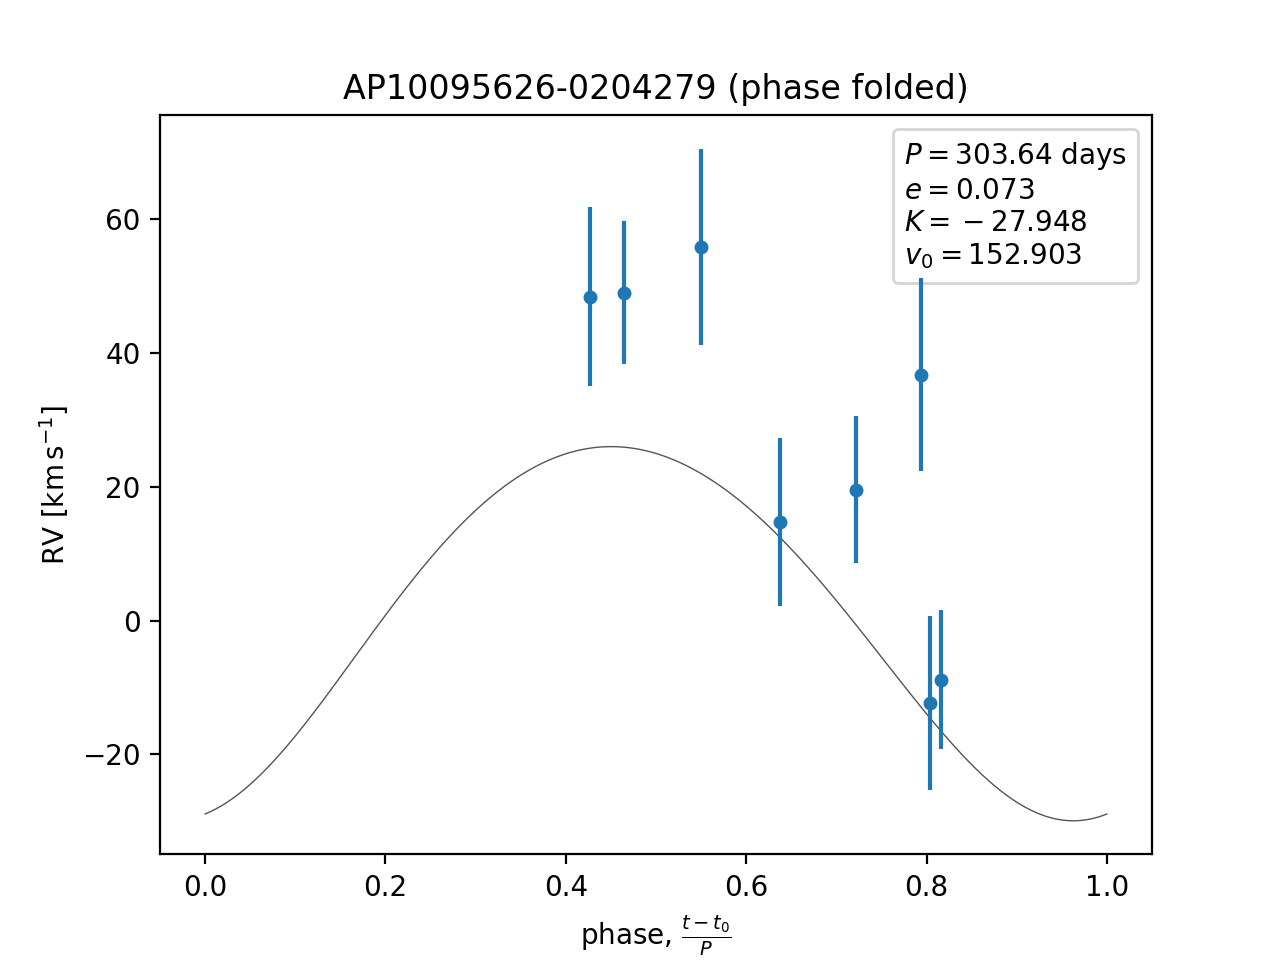 AP10095626-0204279 (phase folded)
P = 303.64 days
e = 0.073
K = −27.948
v₀ = 152.903
60
40
20
0
−20
RV [km s⁻¹]
0.0 0.2 0.4 0.6 0.8 1.0
phase, (t − t₀)/P